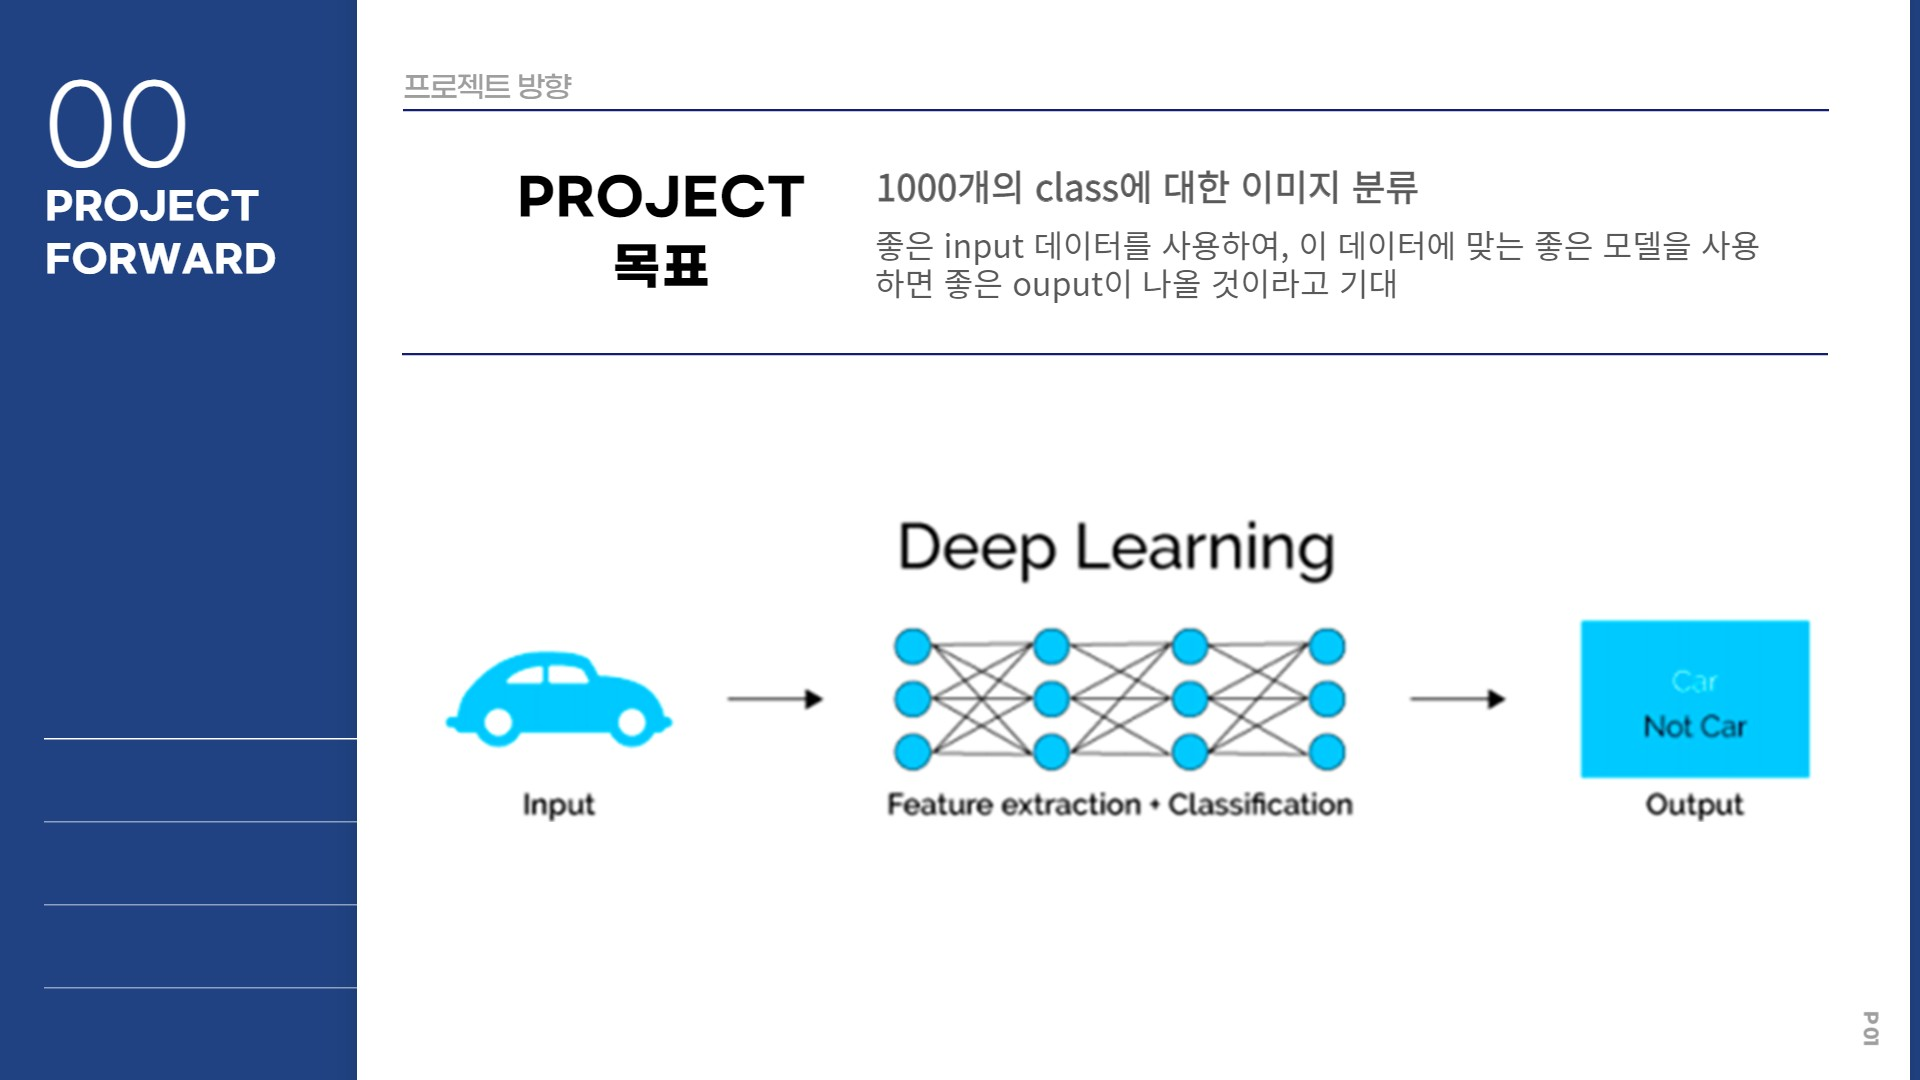 00
PROJECT
FORWARD
프로젝트 방향
PROJECT
목표
1000개의 class에 대한 이미지 분류
좋은 input 데이터를 사용하여, 이 데이터에 맞는 좋은 모델을 사용
하면 좋은 ouput이 나올 것이라고 기대
Deep Learning
Car
Not Car
Input
Feature extraction + Classification
Output
P 01